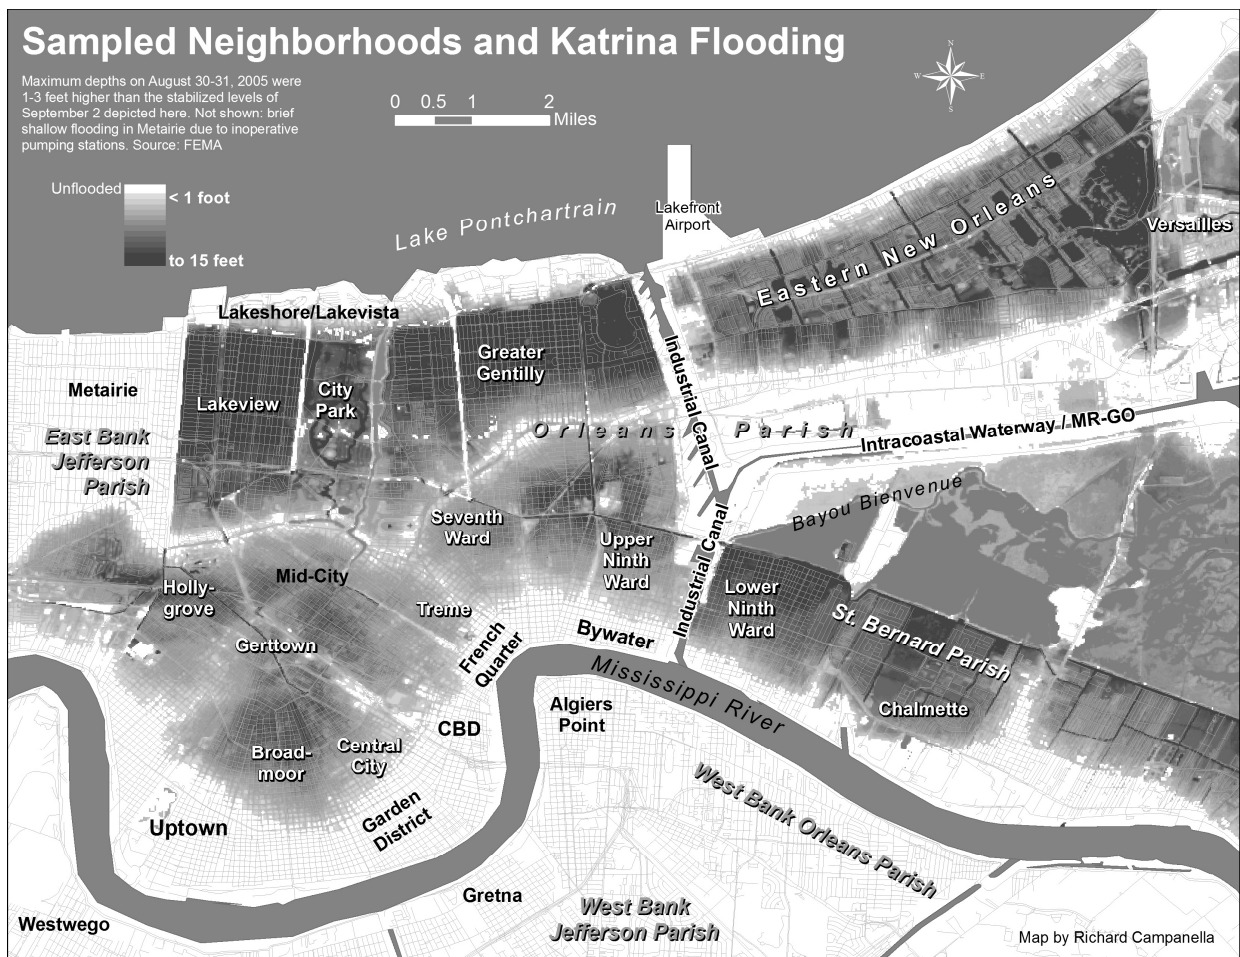 Sampled Neighborhoods and Katrina Flooding
Maximum depths on August 30-31, 2005 were
1-3 feet higher than the stabilized levels of
September 2 depicted here. Not shown: brief
shallow flooding in Metairie due to inoperative
pumping stations. Source: FEMA
N
W
E
S
0 0.5 1 2
Miles
Unflooded
< 1 foot
to 15 feet
Lake Pontchartrain
Lakefront
Airport
Eastern New Orleans
Versailles
Lakeshore/Lakevista
Metairie
Lakeview
City
Park
Greater
Gentilly
Industrial Canal
East Bank
Jefferson
Parish
Orleans Parish
Intracoastal Waterway / MR-GO
Bayou Bienvenue
Seventh
Ward
Upper
Ninth
Ward
Industrial Canal
Lower
Ninth
Ward
Holly-
grove
Mid-City
Treme
Gerttown
French
Quarter
Bywater
St. Bernard Parish
Mississippi River
Chalmette
Algiers
Point
CBD
Broad-
moor
Central
City
Garden
District
Uptown
West Bank Orleans Parish
Gretna
West Bank
Jefferson Parish
Westwego
Map by Richard Campanella